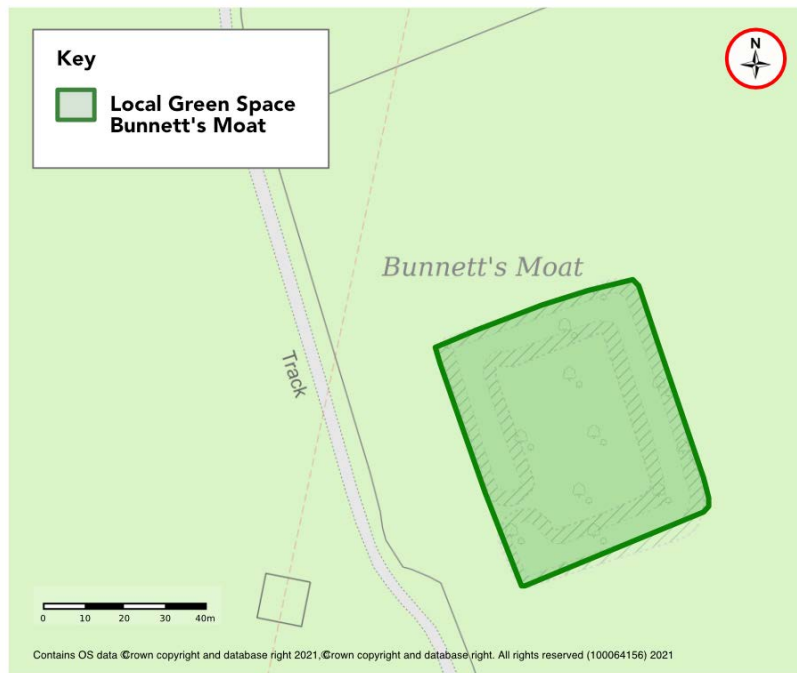 Key
Local Green Space
Bunnett's Moat
N
Bunnett's Moat
Track
0 10 20 30 40m
Contains OS data ©Crown copyright and database right 2021,©Crown copyright and database right. All rights reserved (100064156) 2021